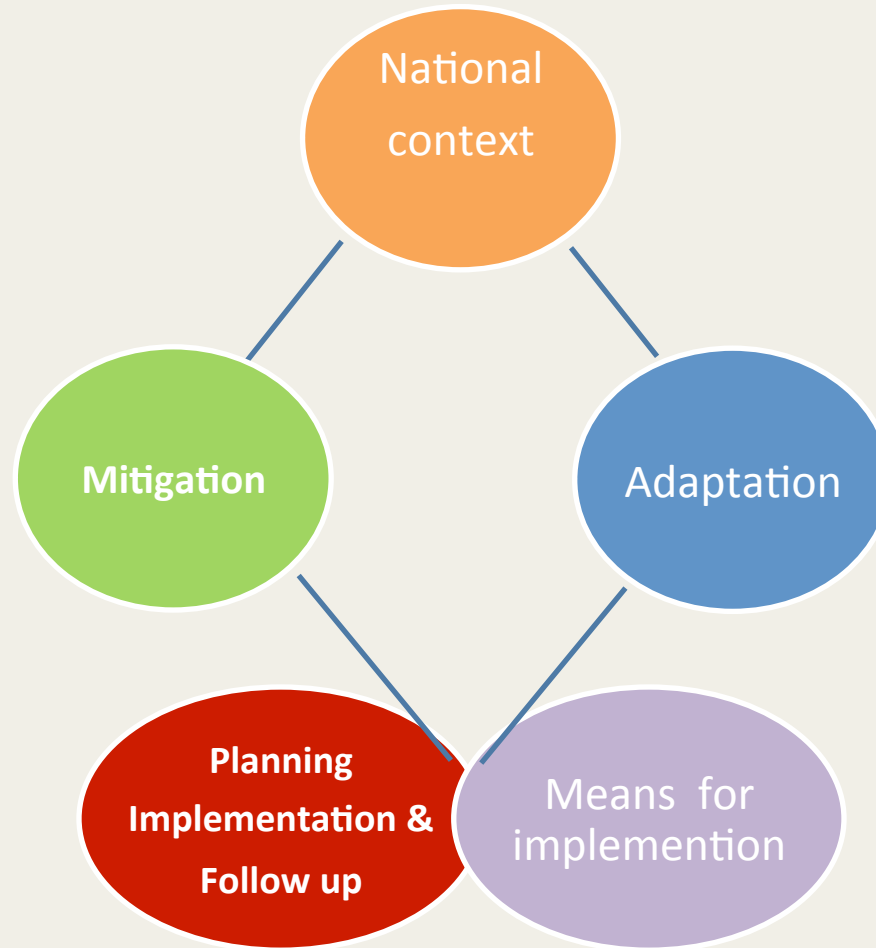 National
context
Mitigation
Adaptation
Planning
Implementation &
Follow up
Means for
implemention